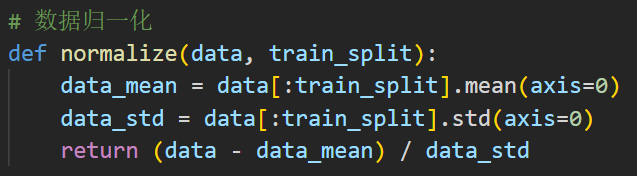 # 数据归一化
def normalize(data, train_split):
    data_mean = data[:train_split].mean(axis=0)
    data_std = data[:train_split].std(axis=0)
    return (data - data_mean) / data_std